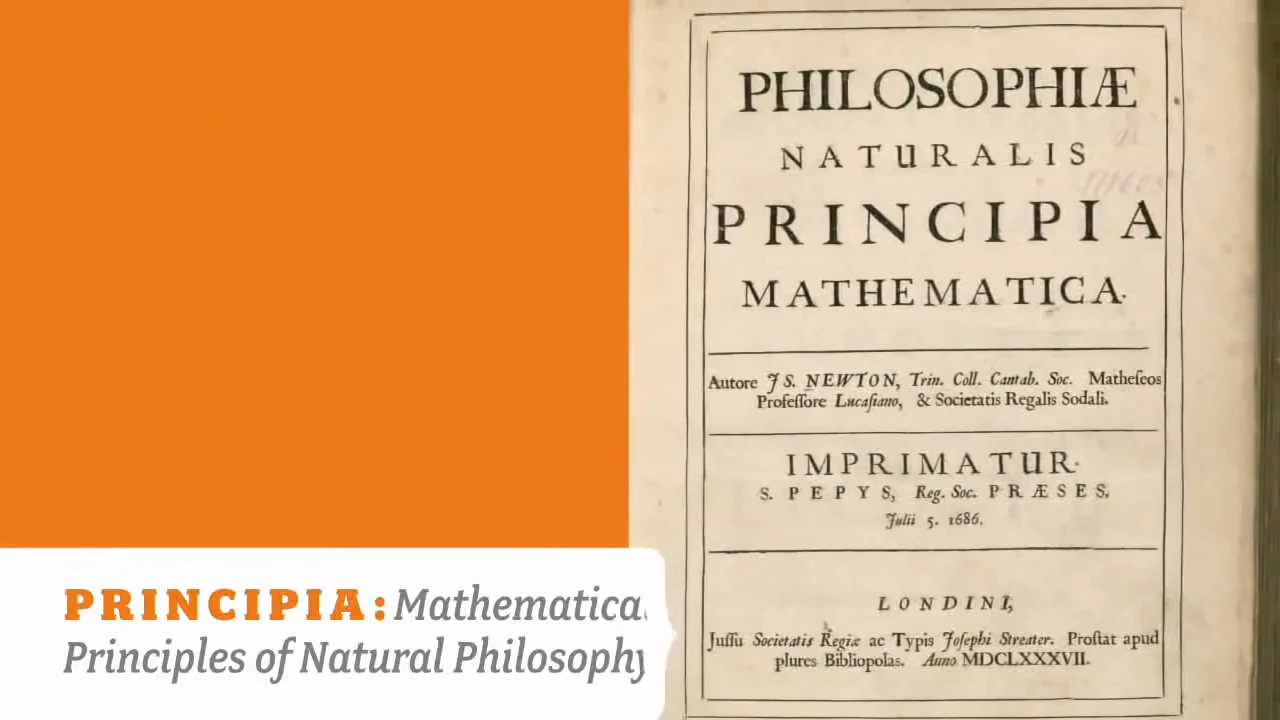 PHILOSOPHIÆ
NATURALIS
PRINCIPIA
MATHEMATICA.
Autore JS. NEWTON, Trin. Coll. Cantab. Soc. Matheſeos
Profeſſore Lucaſiano, & Societatis Regalis Sodali.
IMPRIMATUR.
S. PEPYS, Reg. Soc. PRÆSES.
Julii 5. 1686.
LONDINI,
Juſſu Societatis Regiæ ac Typis Joſephi Streater. Proſtat apud
plures Bibliopolas. Anno MDCLXXXVII.
PRINCIPIA: Mathematical
Principles of Natural Philosophy